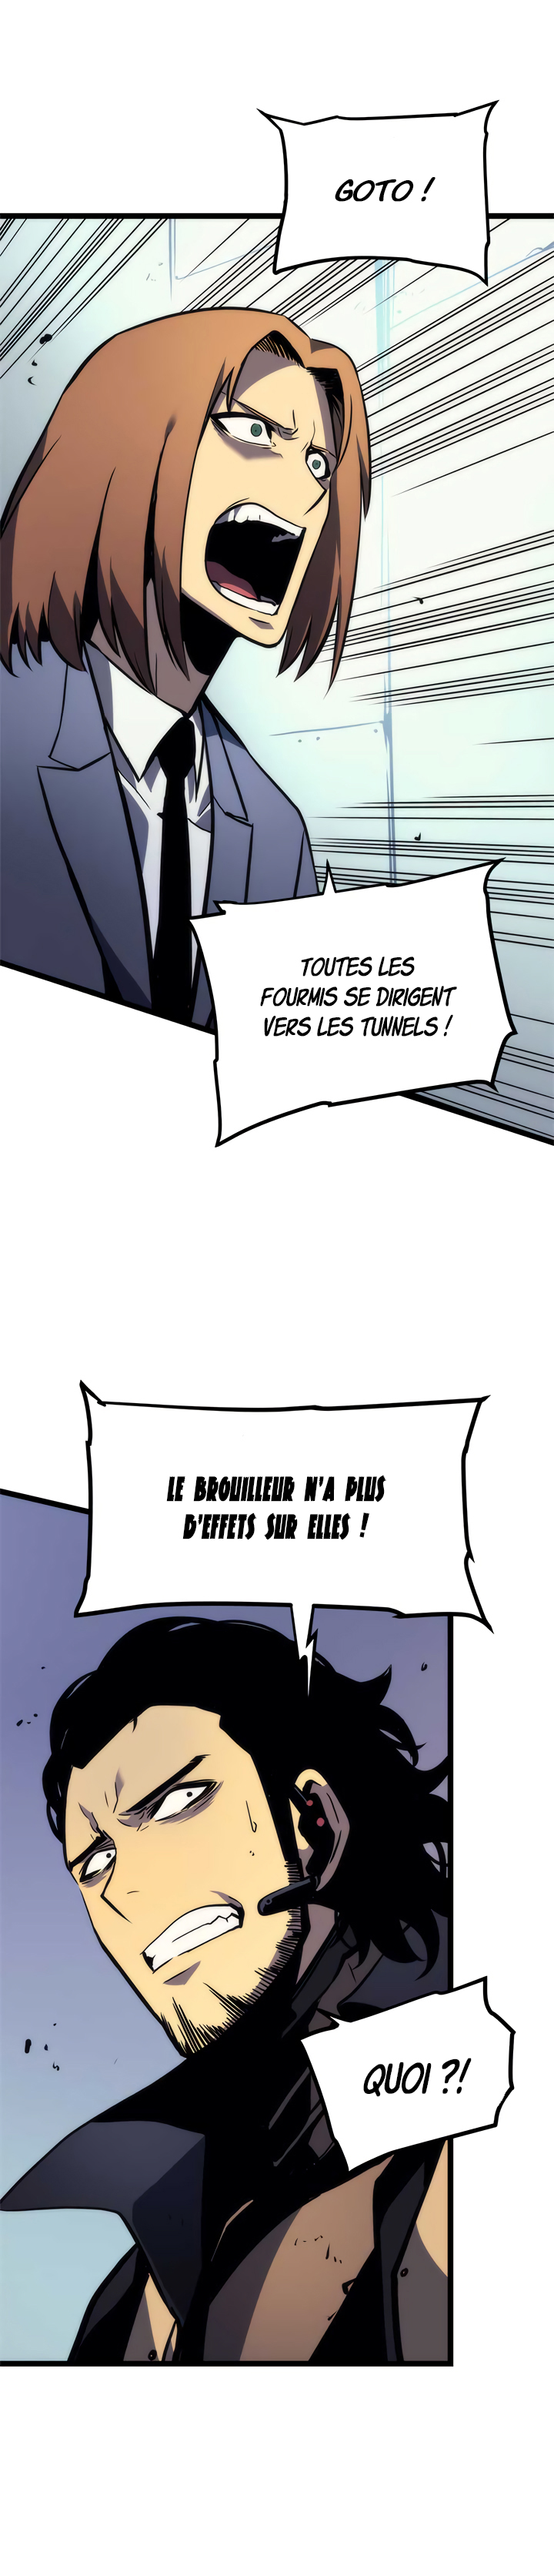 GOTO !
TOUTES LES
FOURMIS SE DIRIGENT
VERS LES TUNNELS !
LE BROUILLEUR N'A PLUS
D'EFFETS SUR ELLES !
QUOI ?!